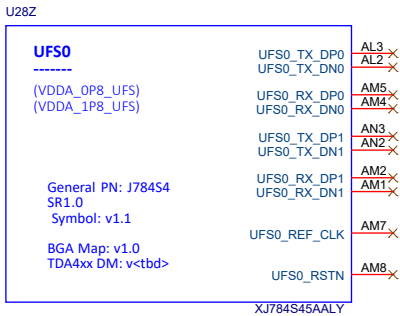 U28Z
UFS0
-------
(VDDA_0P8_UFS)
(VDDA_1P8_UFS)
General PN: J784S4
SR1.0
Symbol: v1.1
BGA Map: v1.0
TDA4xx DM: v<tbd>
UFS0_TX_DP0 AL3
UFS0_TX_DN0 AL2
UFS0_RX_DP0 AM5
UFS0_RX_DN0 AM4
UFS0_TX_DP1 AN3
UFS0_TX_DN1 AN2
UFS0_RX_DP1 AM2
UFS0_RX_DN1 AM1
UFS0_REF_CLK AM7
UFS0_RSTN AM8
XJ784S45AALY